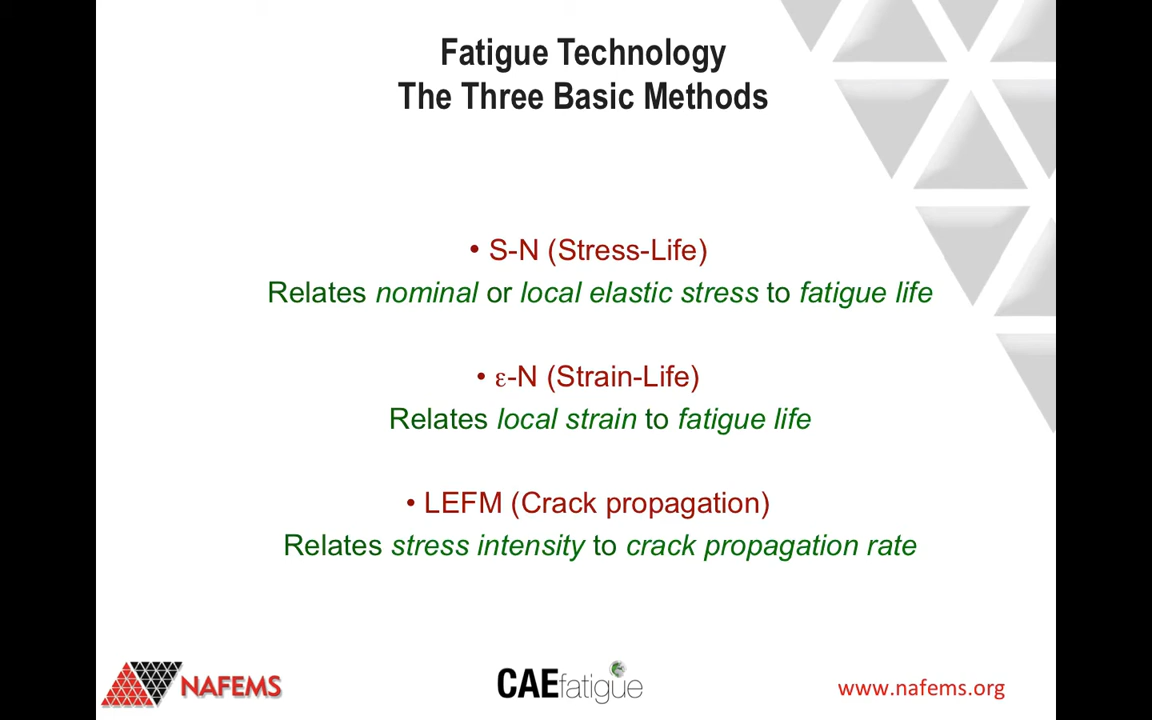 Fatigue Technology
The Three Basic Methods
• S-N (Stress-Life)
Relates nominal or local elastic stress to fatigue life
• ε-N (Strain-Life)
Relates local strain to fatigue life
• LEFM (Crack propagation)
Relates stress intensity to crack propagation rate
NAFEMS
CAEfatigue
www.nafems.org